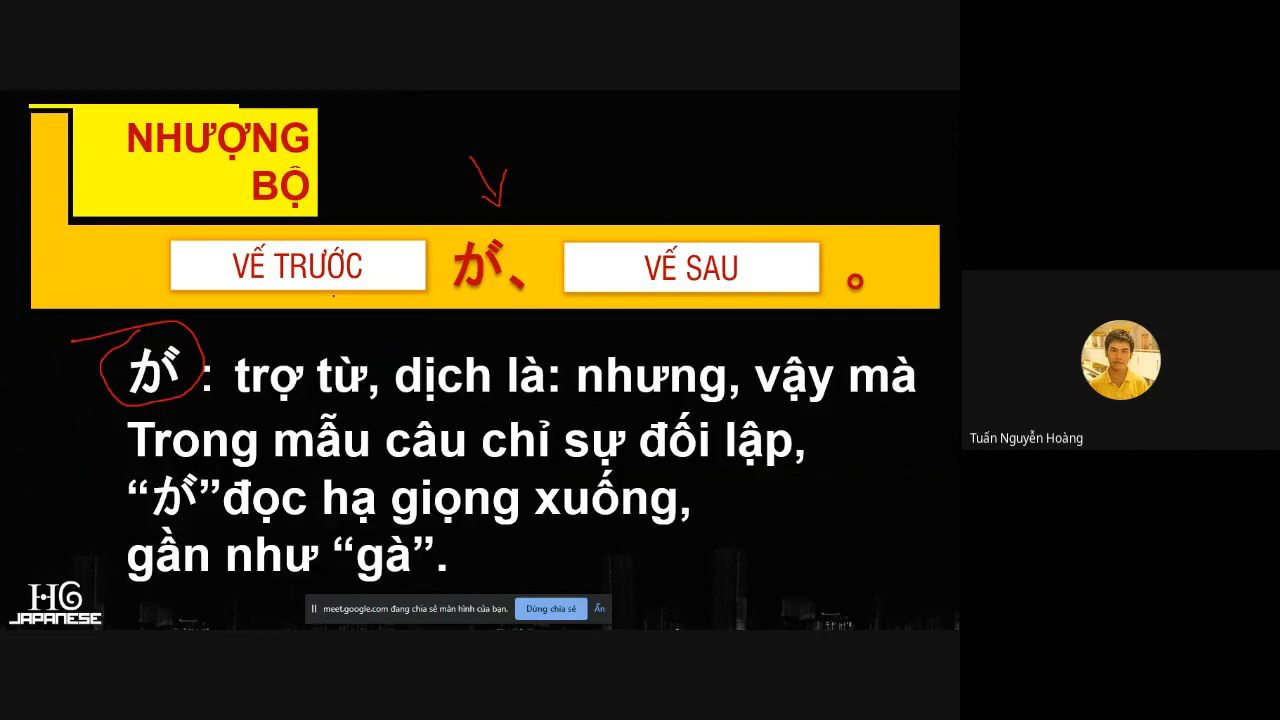 NHƯỢNG
BỘ
VẾ TRƯỚC が、 VẾ SAU 。
が : trợ từ, dịch là: nhưng, vậy mà
Trong mẫu câu chỉ sự đối lập,
“が”đọc hạ giọng xuống,
gần như “gà”.
HG
JAPANESE
meet.google.com đang chia sẻ màn hình của bạn. Dừng chia sẻ Ẩn
Tuấn Nguyễn Hoàng